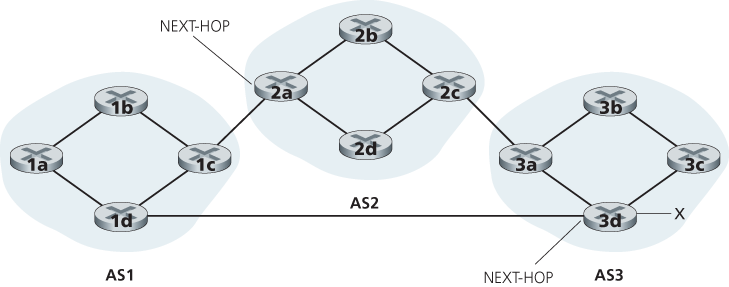 NEXT-HOP
2b
2a
2c
2d
1b
1a
1c
1d
3b
3a
3c
3d
X
AS2
AS1
NEXT-HOP
AS3